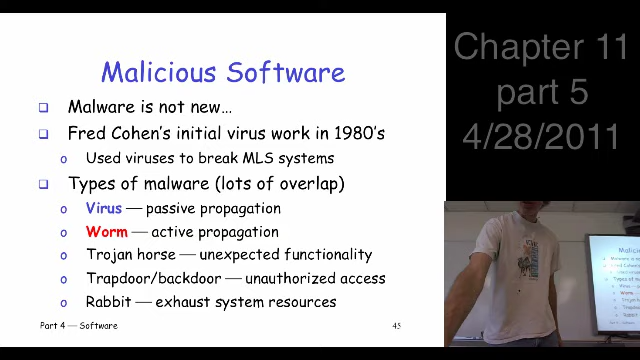 Malicious Software
Malware is not new…
Fred Cohen's initial virus work in 1980's
Used viruses to break MLS systems
Types of malware (lots of overlap)
Virus — passive propagation
Worm — active propagation
Trojan horse — unexpected functionality
Trapdoor/backdoor — unauthorized access
Rabbit — exhaust system resources
Part 4 — Software
45
Chapter 11
part 5
4/28/2011